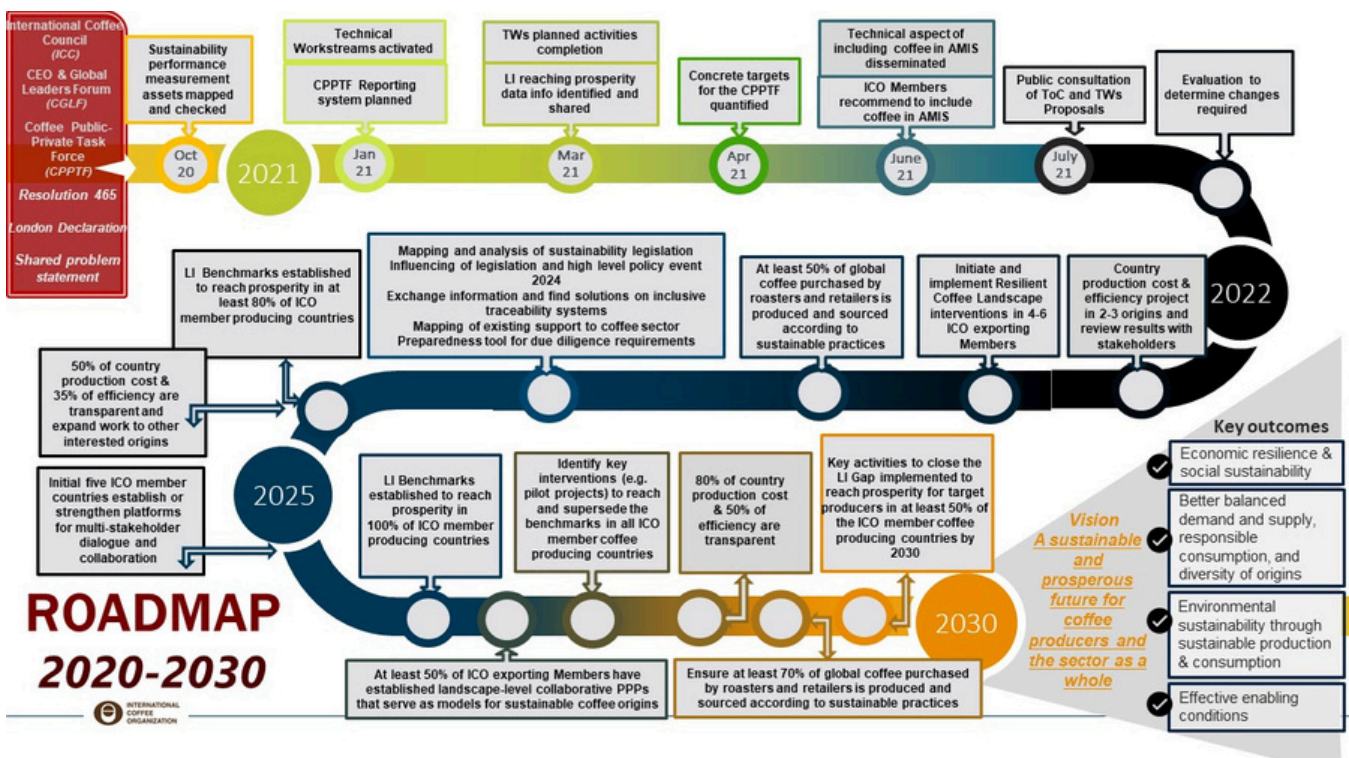 International Coffee
Council
(ICC)
CEO & Global
Leaders Forum
(CGLF)
Coffee Public-
Private Task
Force
(CPPTF)
Resolution 465
London Declaration
Shared problem
statement
Sustainability
performance
measurement
assets mapped
and checked
Technical
Workstreams activated
CPPTF Reporting
system planned
TWs planned activities
completion
LI reaching prosperity
data info identified and
shared
Concrete targets
for the CPPTF
quantified
Technical aspect of
including coffee in AMIS
disseminated
ICO Members
recommend to include
coffee in AMIS
Public consultation
of ToC and TWs
Proposals
Evaluation to
determine changes
required
Oct
20
2021
Jan
21
Mar
21
Apr
21
June
21
July
21
2022
LI Benchmarks established
to reach prosperity in at
least 80% of ICO
member producing countries
Mapping and analysis of sustainability legislation
Influencing of legislation and high level policy event
2024
Exchange information and find solutions on inclusive
traceability systems
Mapping of existing support to coffee sector
Preparedness tool for due diligence requirements
At least 50% of global
coffee purchased by
roasters and retailers is
produced and sourced
according to
sustainable practices
Initiate and
implement Resilient
Coffee Landscape
interventions in 4-6
ICO exporting
Members
Country
production cost &
efficiency project
in 2-3 origins and
review results with
stakeholders
50% of country
production cost &
35% of efficiency are
transparent and
expand work to other
interested origins
Initial five ICO member
countries establish or
strengthen platforms
for multi-stakeholder
dialogue and
collaboration
2025
LI Benchmarks
established to reach
prosperity in
100% of ICO member
producing countries
Identify key
interventions (e.g.
pilot projects) to reach
and supersede the
benchmarks in all ICO
member coffee
producing countries
80% of country
production cost
& 50% of
efficiency are
transparent
Key activities to close the
LI Gap implemented to
reach prosperity for target
producers in at least 50% of
the ICO member coffee
producing countries by
2030
2030
At least 50% of ICO exporting Members have
established landscape-level collaborative PPPs
that serve as models for sustainable coffee origins
Ensure at least 70% of global coffee purchased
by roasters and retailers is produced and
sourced according to sustainable practices
Vision
A sustainable
and
prosperous
future for
coffee
producers and
the sector as a
whole
Key outcomes
Economic resilience &
social sustainability
Better balanced
demand and supply,
responsible
consumption, and
diversity of origins
Environmental
sustainability through
sustainable production
& consumption
Effective enabling
conditions
ROADMAP
2020-2030
INTERNATIONAL
COFFEE
ORGANIZATION